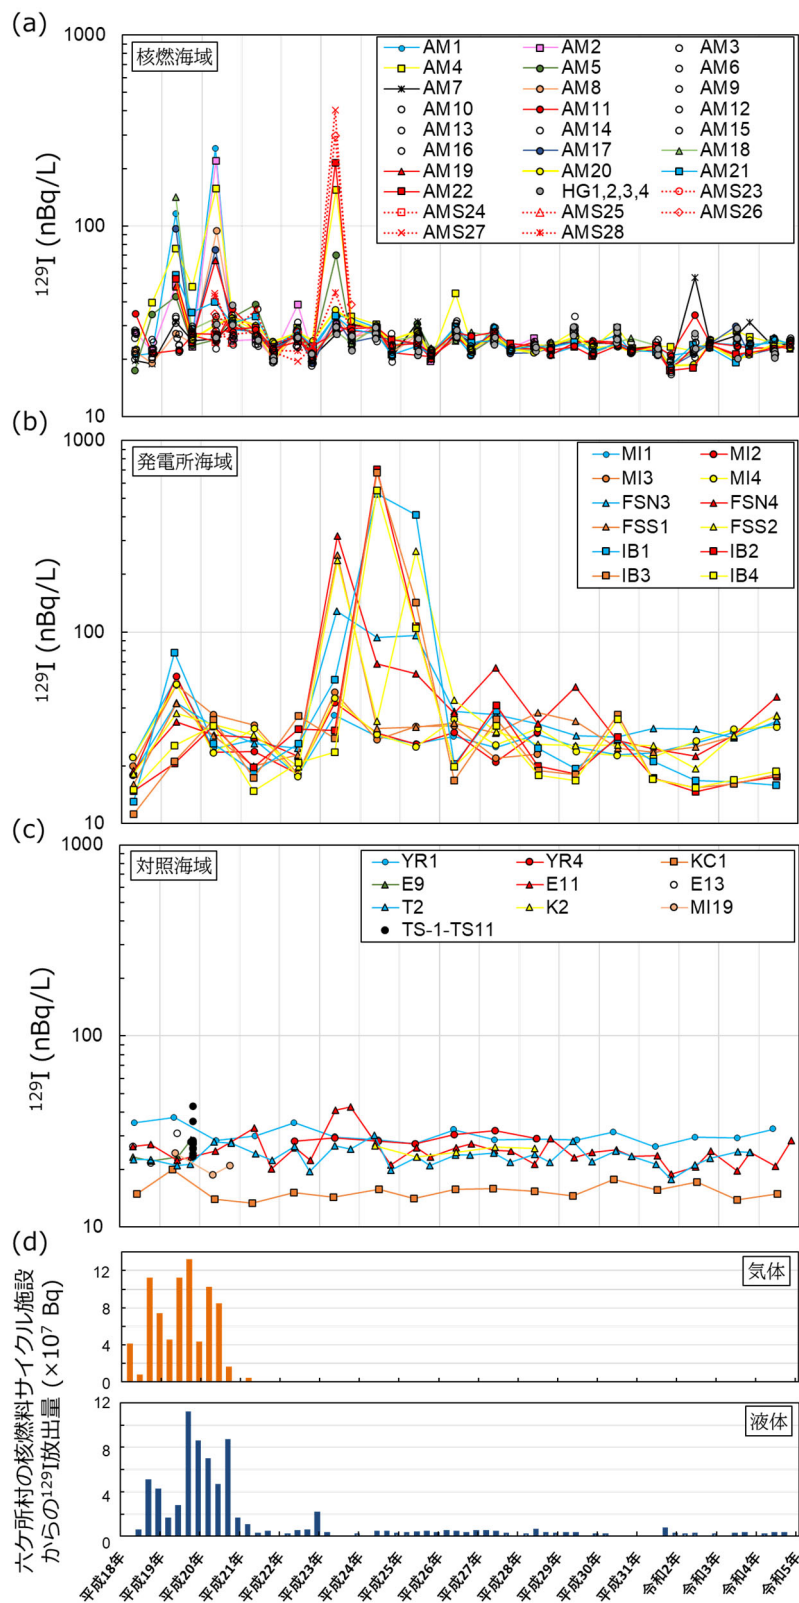 (a)
1000
核燃海域
AM1 AM2 AM3
AM4 AM5 AM6
AM7 AM8 AM9
AM10 AM11 AM12
AM13 AM14 AM15
AM16 AM17 AM18
AM19 AM20 AM21
AM22 HG1,2,3,4 AMS23
AMS24 AMS25 AMS26
AMS27 AMS28
100
¹²⁹I (nBq/L)
10
(b)
1000
発電所海域
MI1 MI2
MI3 MI4
FSN3 FSN4
FSS1 FSS2
IB1 IB2
IB3 IB4
100
¹²⁹I (nBq/L)
10
(c)
1000
対照海域
YR1 YR4 KC1
E9 E11 E13
T2 K2 MI19
TS-1-TS11
100
¹²⁹I (nBq/L)
10
(d)
六ケ所村の核燃料サイクル施設
からの¹²⁹I放出量 (×10⁷ Bq)
気体
12
8
4
0
液体
12
8
4
0
平成18年 平成19年 平成20年 平成21年 平成22年 平成23年 平成24年 平成25年 平成26年 平成27年 平成28年 平成29年 平成30年 平成31年 令和2年 令和3年 令和4年 令和5年